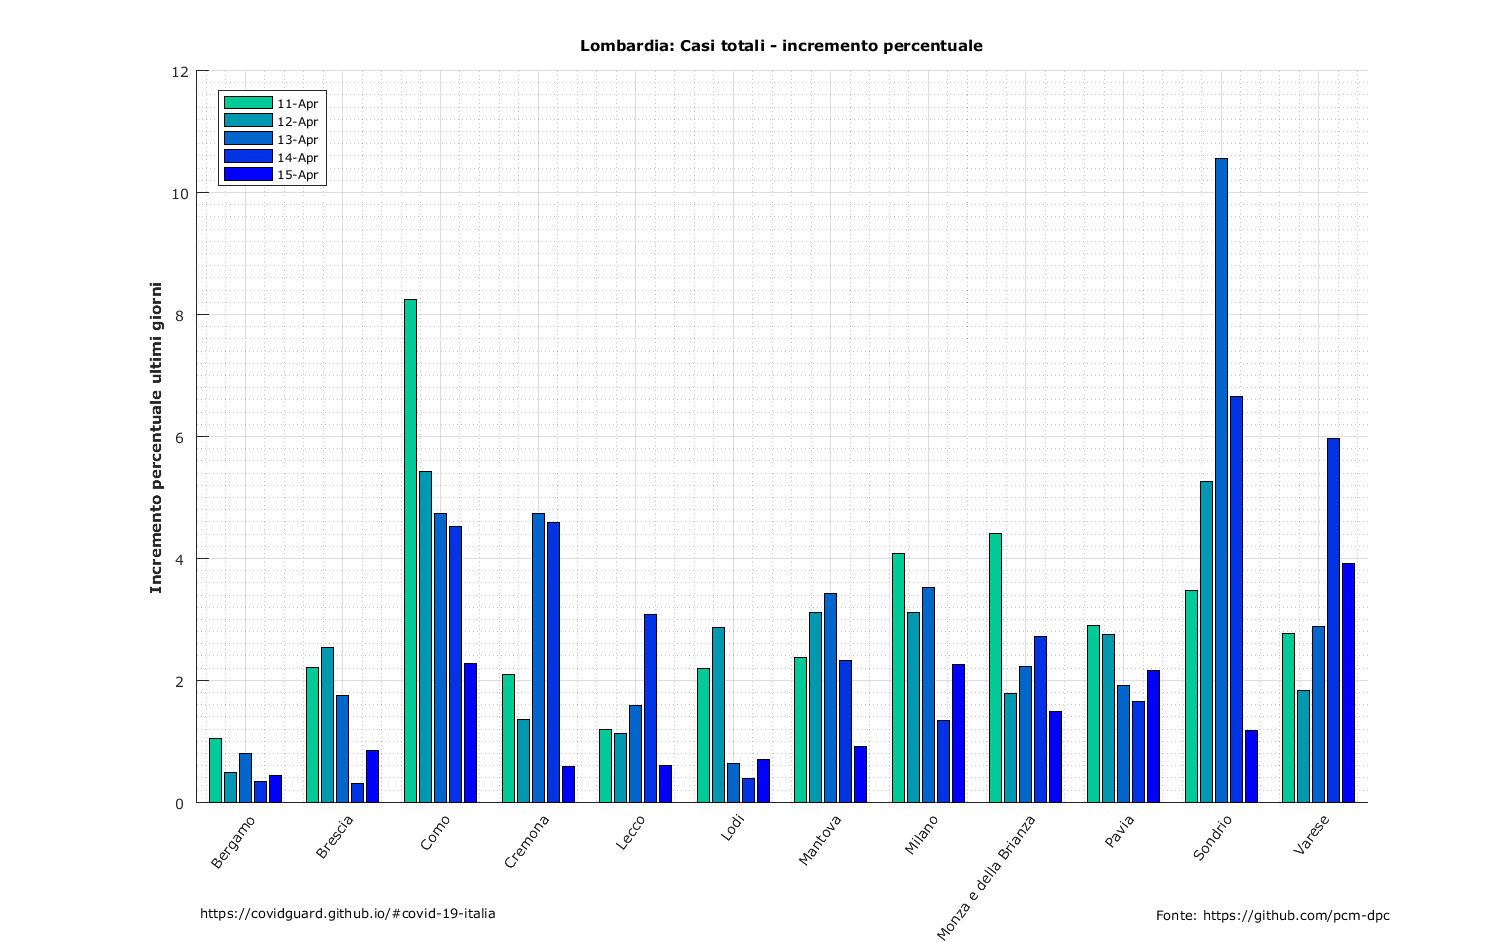 Lombardia: Casi totali - incremento percentuale
12
10
8
6
4
2
0
Incremento percentuale ultimi giorni
11-Apr
12-Apr
13-Apr
14-Apr
15-Apr
Bergamo
Brescia
Como
Cremona
Lecco
Lodi
Mantova
Milano
Monza e della Brianza
Pavia
Sondrio
Varese
https://covidguard.github.io/#covid-19-italia
Fonte: https://github.com/pcm-dpc